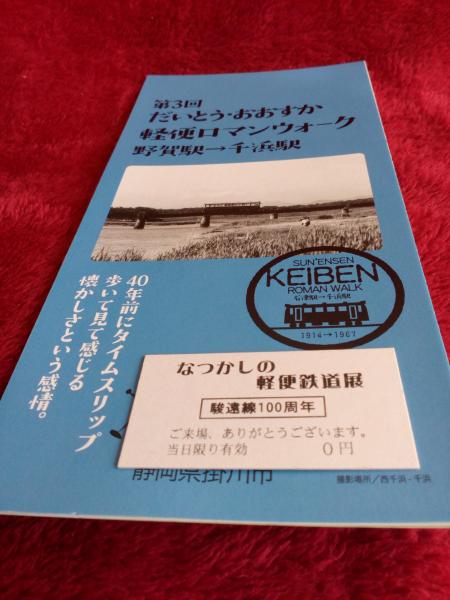 第3回
だいとう・おおすか
軽便ロマンウォーク
野賀駅→千浜駅
SUN'ENSEN
KEIBEN
ROMAN WALK
1914→1967
40年前にタイムスリップ
歩いて見て感じる
懐かしさという感情。
なつかしの
軽便鉄道展
駿遠線100周年
ご来場、ありがとうございます。
当日限り有効 0円
静岡県掛川市
撮影場所/西千浜-千浜